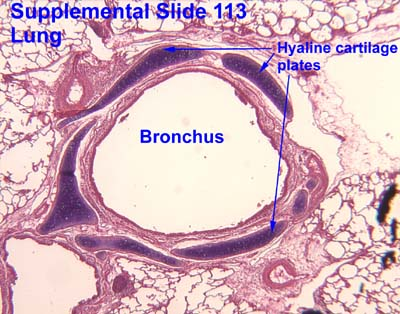 Supplemental Slide 113
Lung
Hyaline cartilage
plates
Bronchus